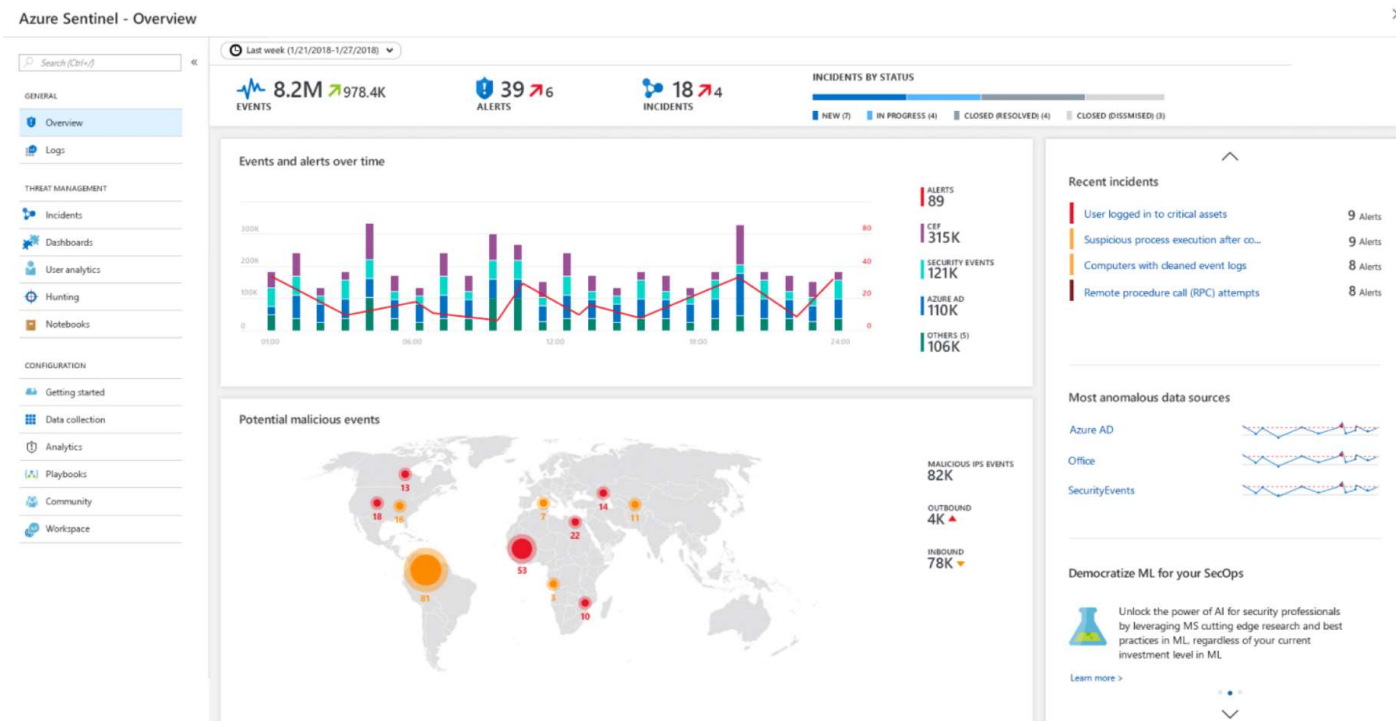 Azure Sentinel - Overview
Search (Ctrl+/)
«
GENERAL
Overview
Logs
THREAT MANAGEMENT
Incidents
Dashboards
User analytics
Hunting
Notebooks
CONFIGURATION
Getting started
Data collection
Analytics
Playbooks
Community
Workspace
Last week (1/21/2018-1/27/2018)
8.2M 978.4K
EVENTS
39 6
ALERTS
18 4
INCIDENTS
INCIDENTS BY STATUS
NEW (7) IN PROGRESS (4) CLOSED (RESOLVED) (4) CLOSED (DISSMISED) (3)
Events and alerts over time
300K
200K
100K
0
80
40
20
0
01:00 06:00 12:00 18:00 24:00
ALERTS
89
CEF
315K
SECURITY EVENTS
121K
AZURE AD
110K
OTHERS (5)
106K
Potential malicious events
13
18
16
81
7
14
11
22
53
3
10
MALICIOUS IPS EVENTS
82K
OUTBOUND
4K
INBOUND
78K
Recent incidents
User logged in to critical assets 9 Alerts
Suspicious process execution after co... 9 Alerts
Computers with cleaned event logs 8 Alerts
Remote procedure call (RPC) attempts 8 Alerts
Most anomalous data sources
Azure AD
Office
SecurityEvents
Democratize ML for your SecOps
Unlock the power of AI for security professionals
by leveraging MS cutting edge research and best
practices in ML, regardless of your current
investment level in ML
Learn more >